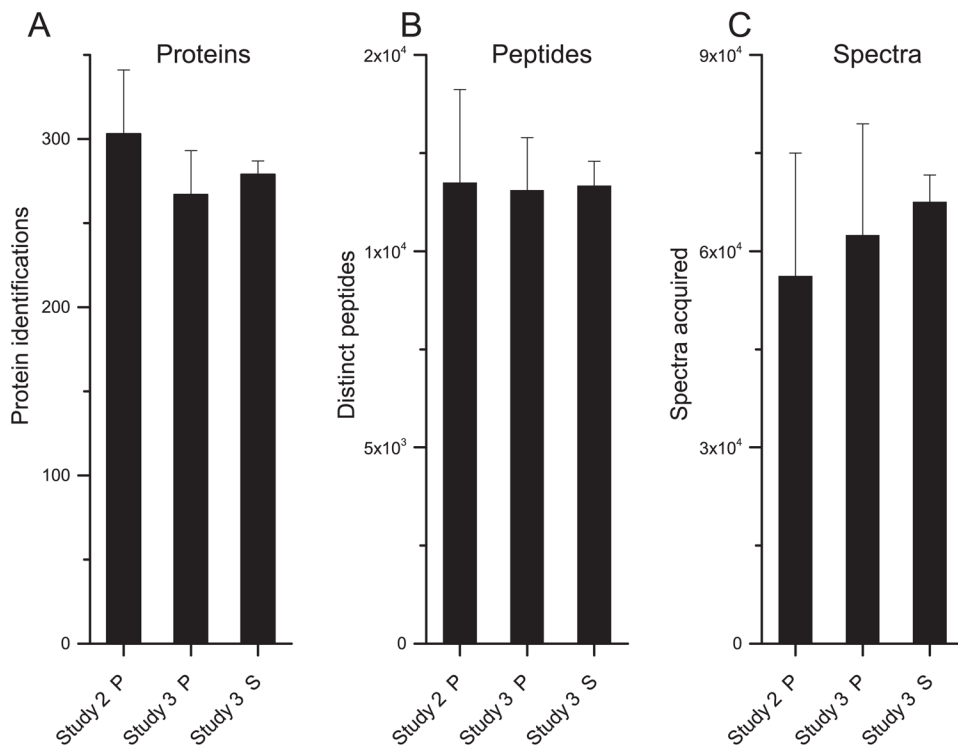 A
Proteins
Protein identifications
300
200
100
0
Study 2 P
Study 3 P
Study 3 S
B
Peptides
Distinct peptides
2x10⁴
1x10⁴
5x10³
0
Study 2 P
Study 3 P
Study 3 S
C
Spectra
Spectra acquired
9x10⁴
6x10⁴
3x10⁴
0
Study 2 P
Study 3 P
Study 3 S